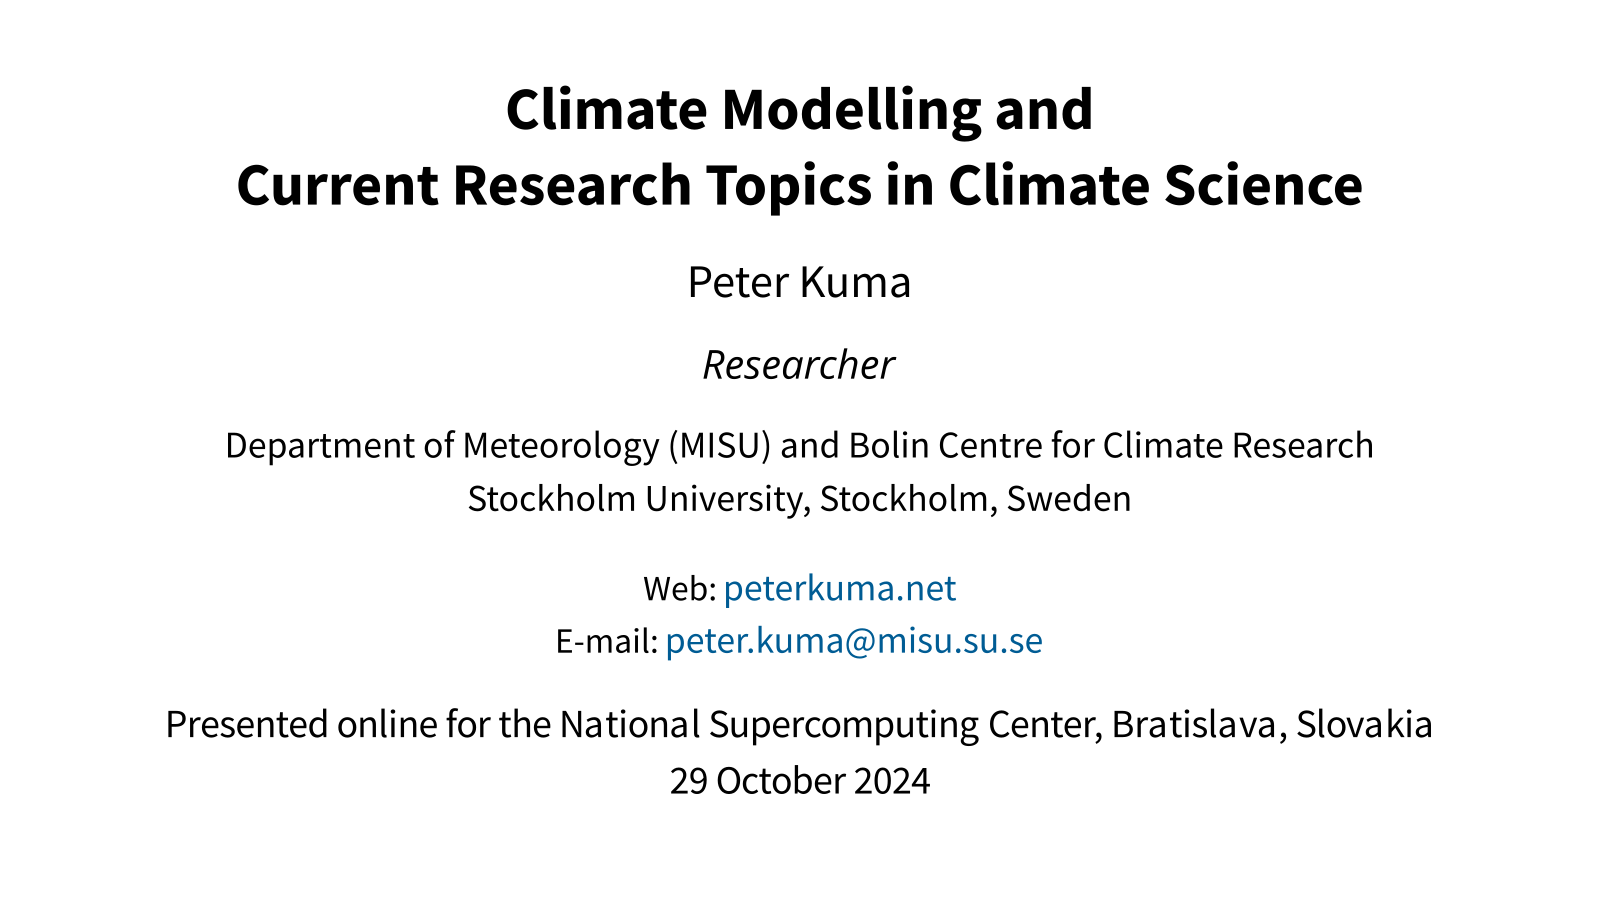 Climate Modelling and
Current Research Topics in Climate Science
Peter Kuma
Researcher
Department of Meteorology (MISU) and Bolin Centre for Climate Research
Stockholm University, Stockholm, Sweden
Web: peterkuma.net
E-mail: peter.kuma@misu.su.se
Presented online for the National Supercomputing Center, Bratislava, Slovakia
29 October 2024